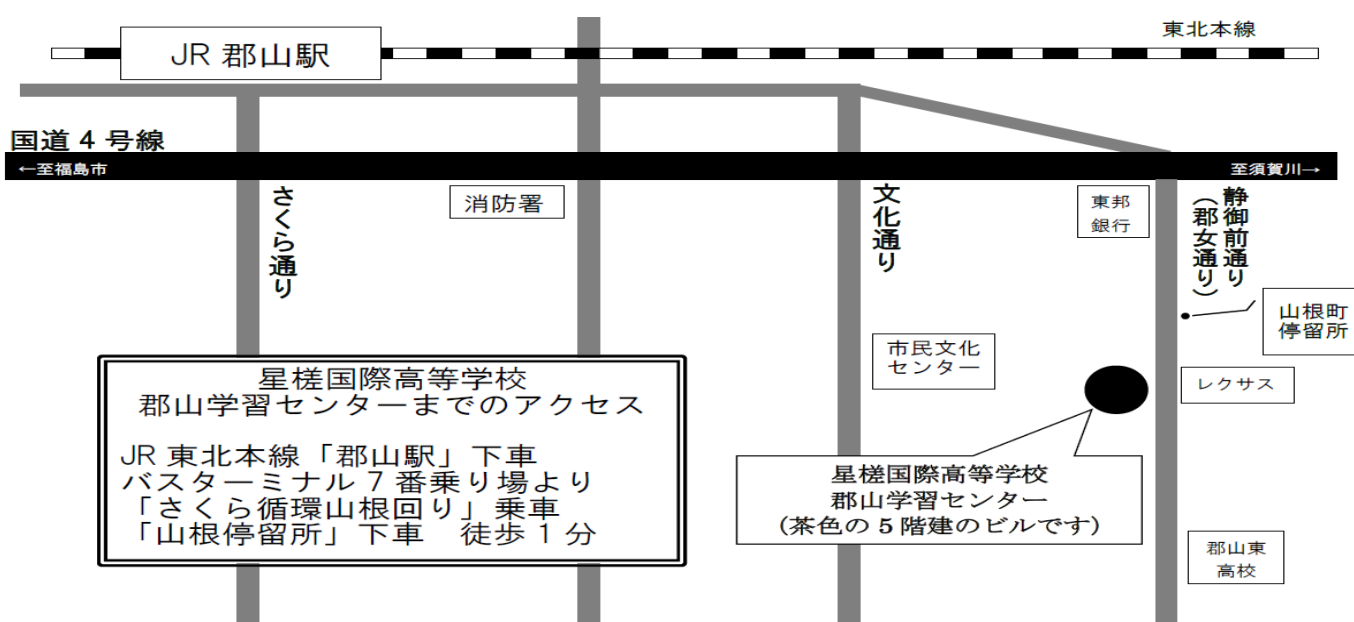 東北本線
JR 郡山駅
国道 4 号線
←至福島市
至須賀川→
さくら通り
消防署
文化通り
東邦
銀行
静御前通り
（郡女通り）
山根町
停留所
市民文化
センター
レクサス
星槎国際高等学校
郡山学習センターまでのアクセス
JR 東北本線「郡山駅」下車
バスターミナル 7 番乗り場より
「さくら循環山根回り」乗車
「山根停留所」下車　徒歩 1 分
星槎国際高等学校
郡山学習センター
(茶色の 5 階建のビルです)
郡山東
高校